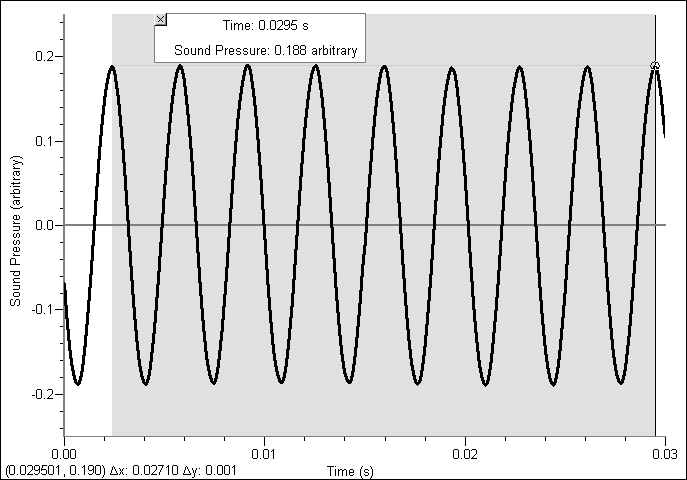 Time: 0.0295 s
Sound Pressure: 0.188 arbitrary
0.2
0.1
0.0
-0.1
-0.2
Sound Pressure (arbitrary)
0.00
0.01
0.02
0.03
(0.029501, 0.190) Δx: 0.02710 Δy: 0.001
Time (s)